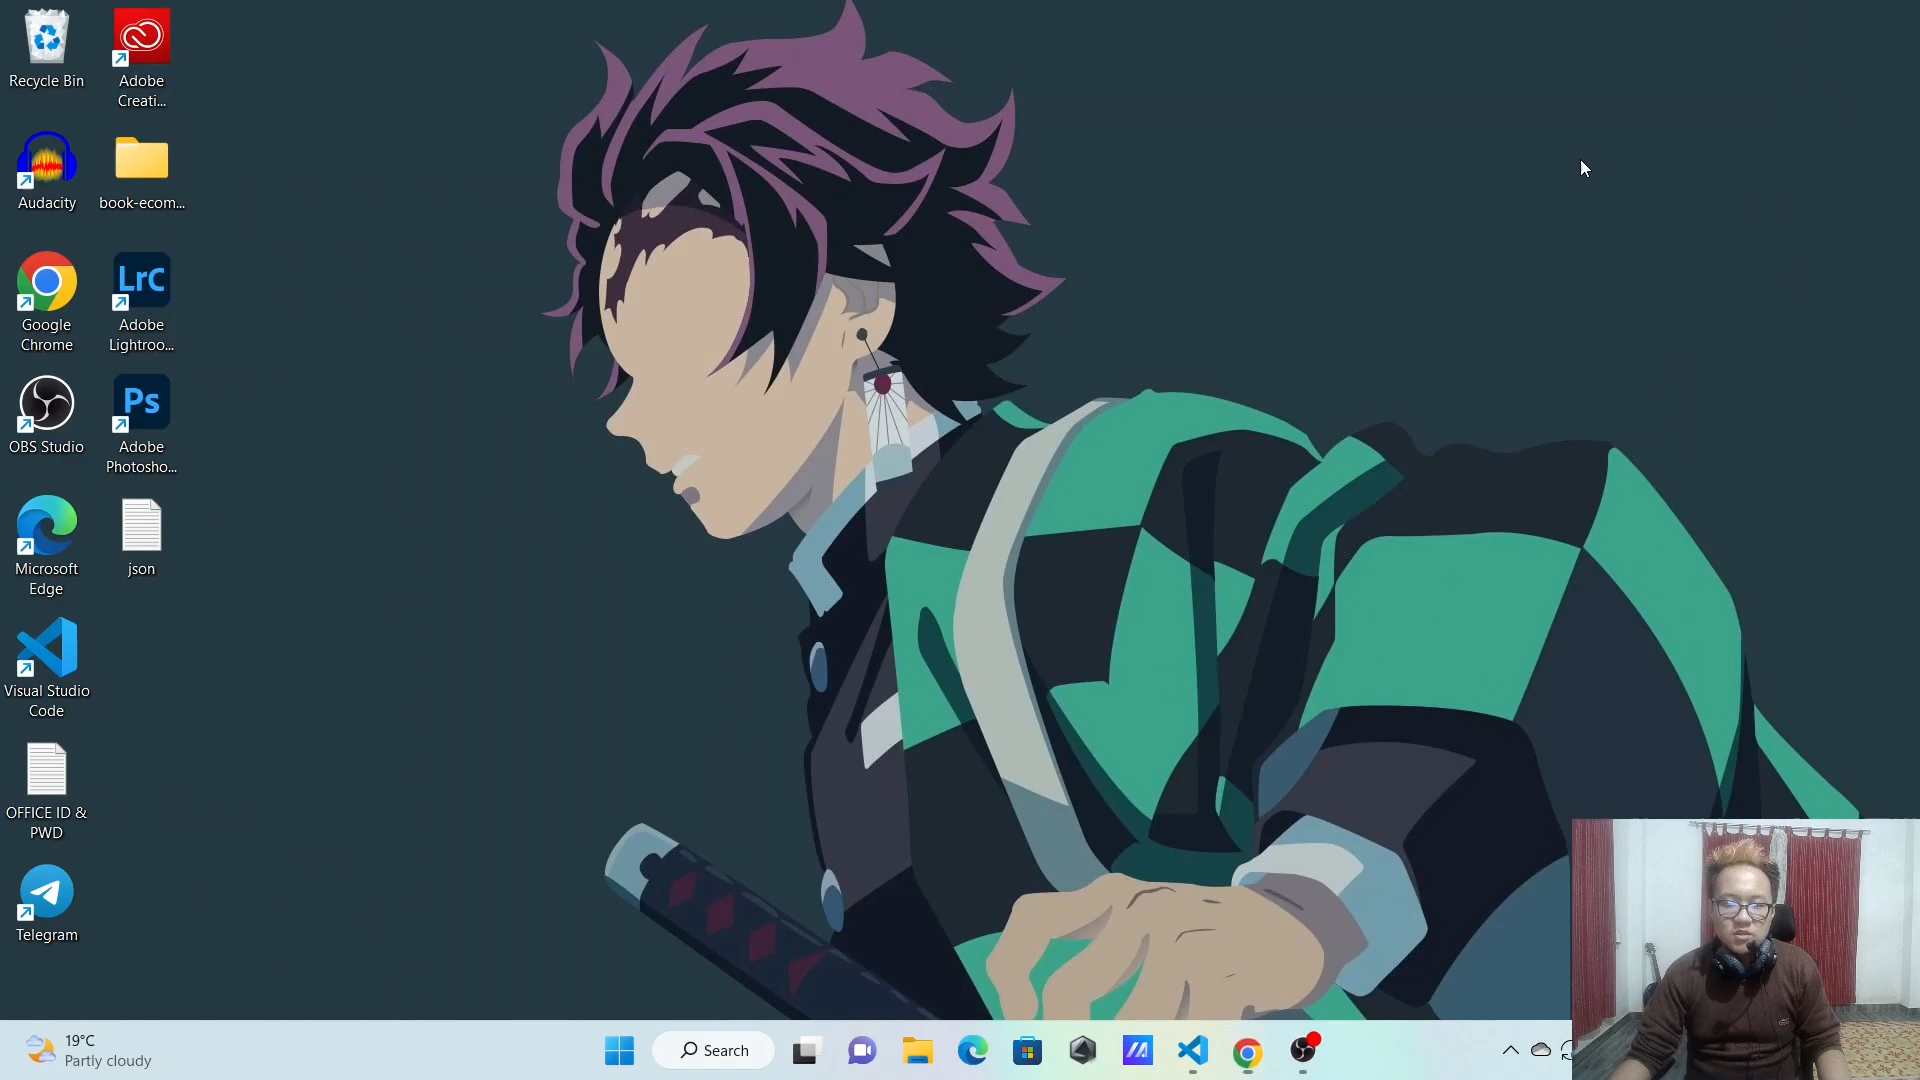 Recycle Bin
Adobe
Creati...
Audacity
book-ecom...
Google
Chrome
LrC
Adobe
Lightroo...
OBS Studio
Ps
Adobe
Photosho...
Microsoft
Edge
json
Visual Studio
Code
OFFICE ID &
PWD
Telegram
19°C
Partly cloudy
Search